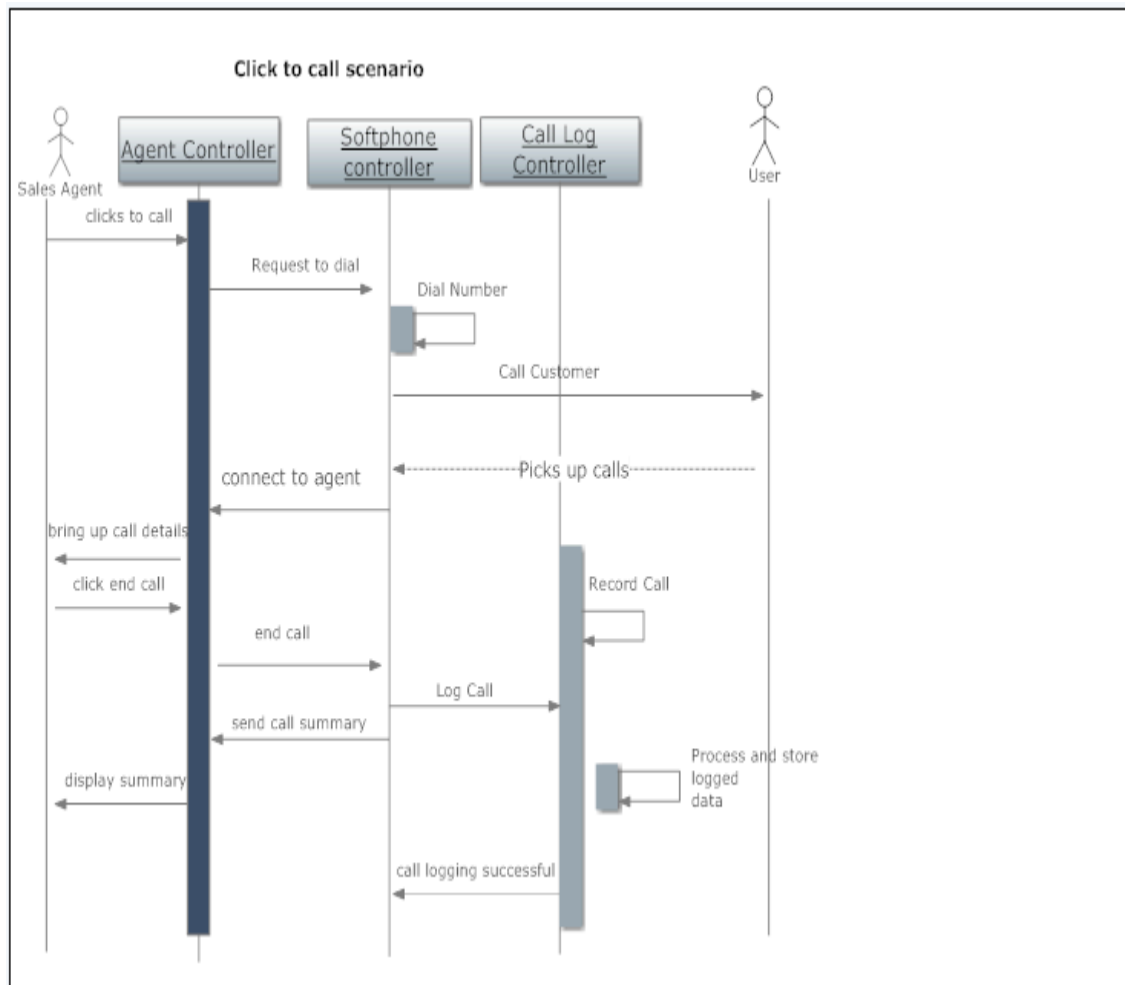 Click to call scenario
Sales Agent
Agent Controller
Softphone
controller
Call Log
Controller
User
clicks to call
Request to dial
Dial Number
Call Customer
Picks up calls
connect to agent
bring up call details
click end call
Record Call
end call
Log Call
send call summary
Process and store
logged
data
display summary
call logging successful